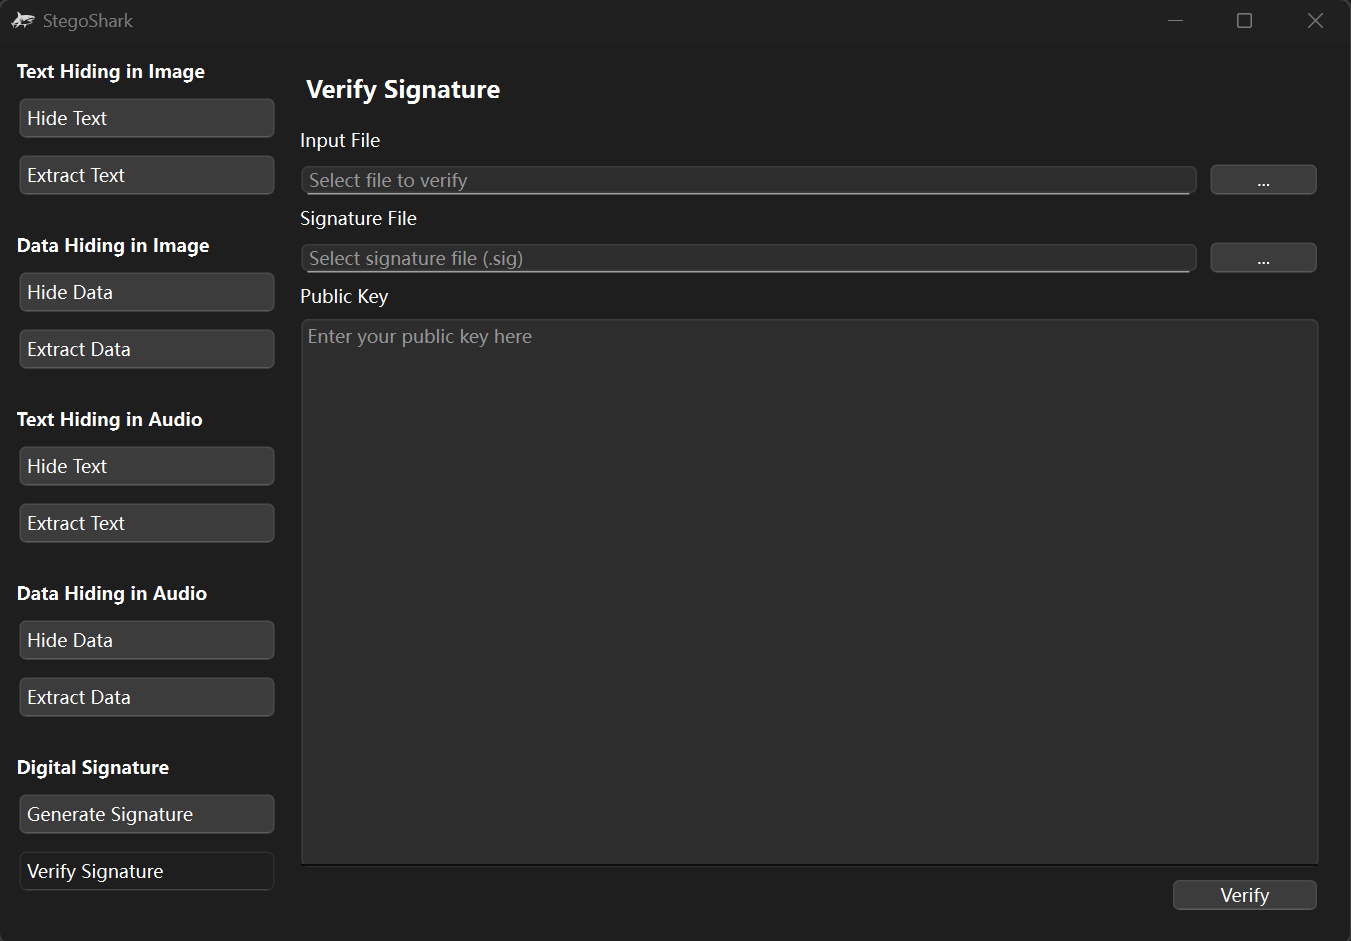 StegoShark
Text Hiding in Image
Hide Text
Extract Text
Data Hiding in Image
Hide Data
Extract Data
Text Hiding in Audio
Hide Text
Extract Text
Data Hiding in Audio
Hide Data
Extract Data
Digital Signature
Generate Signature
Verify Signature
Verify Signature
Input File
Select file to verify
...
Signature File
Select signature file (.sig)
...
Public Key
Enter your public key here
Verify